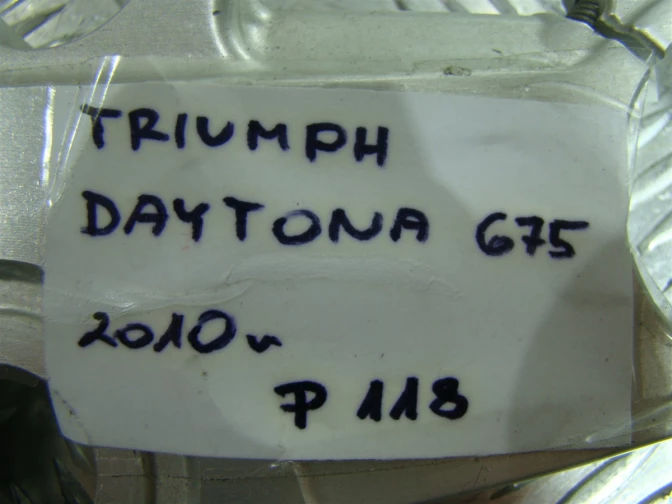 TRIUMPH
DAYTONA 675
2010r
P 118